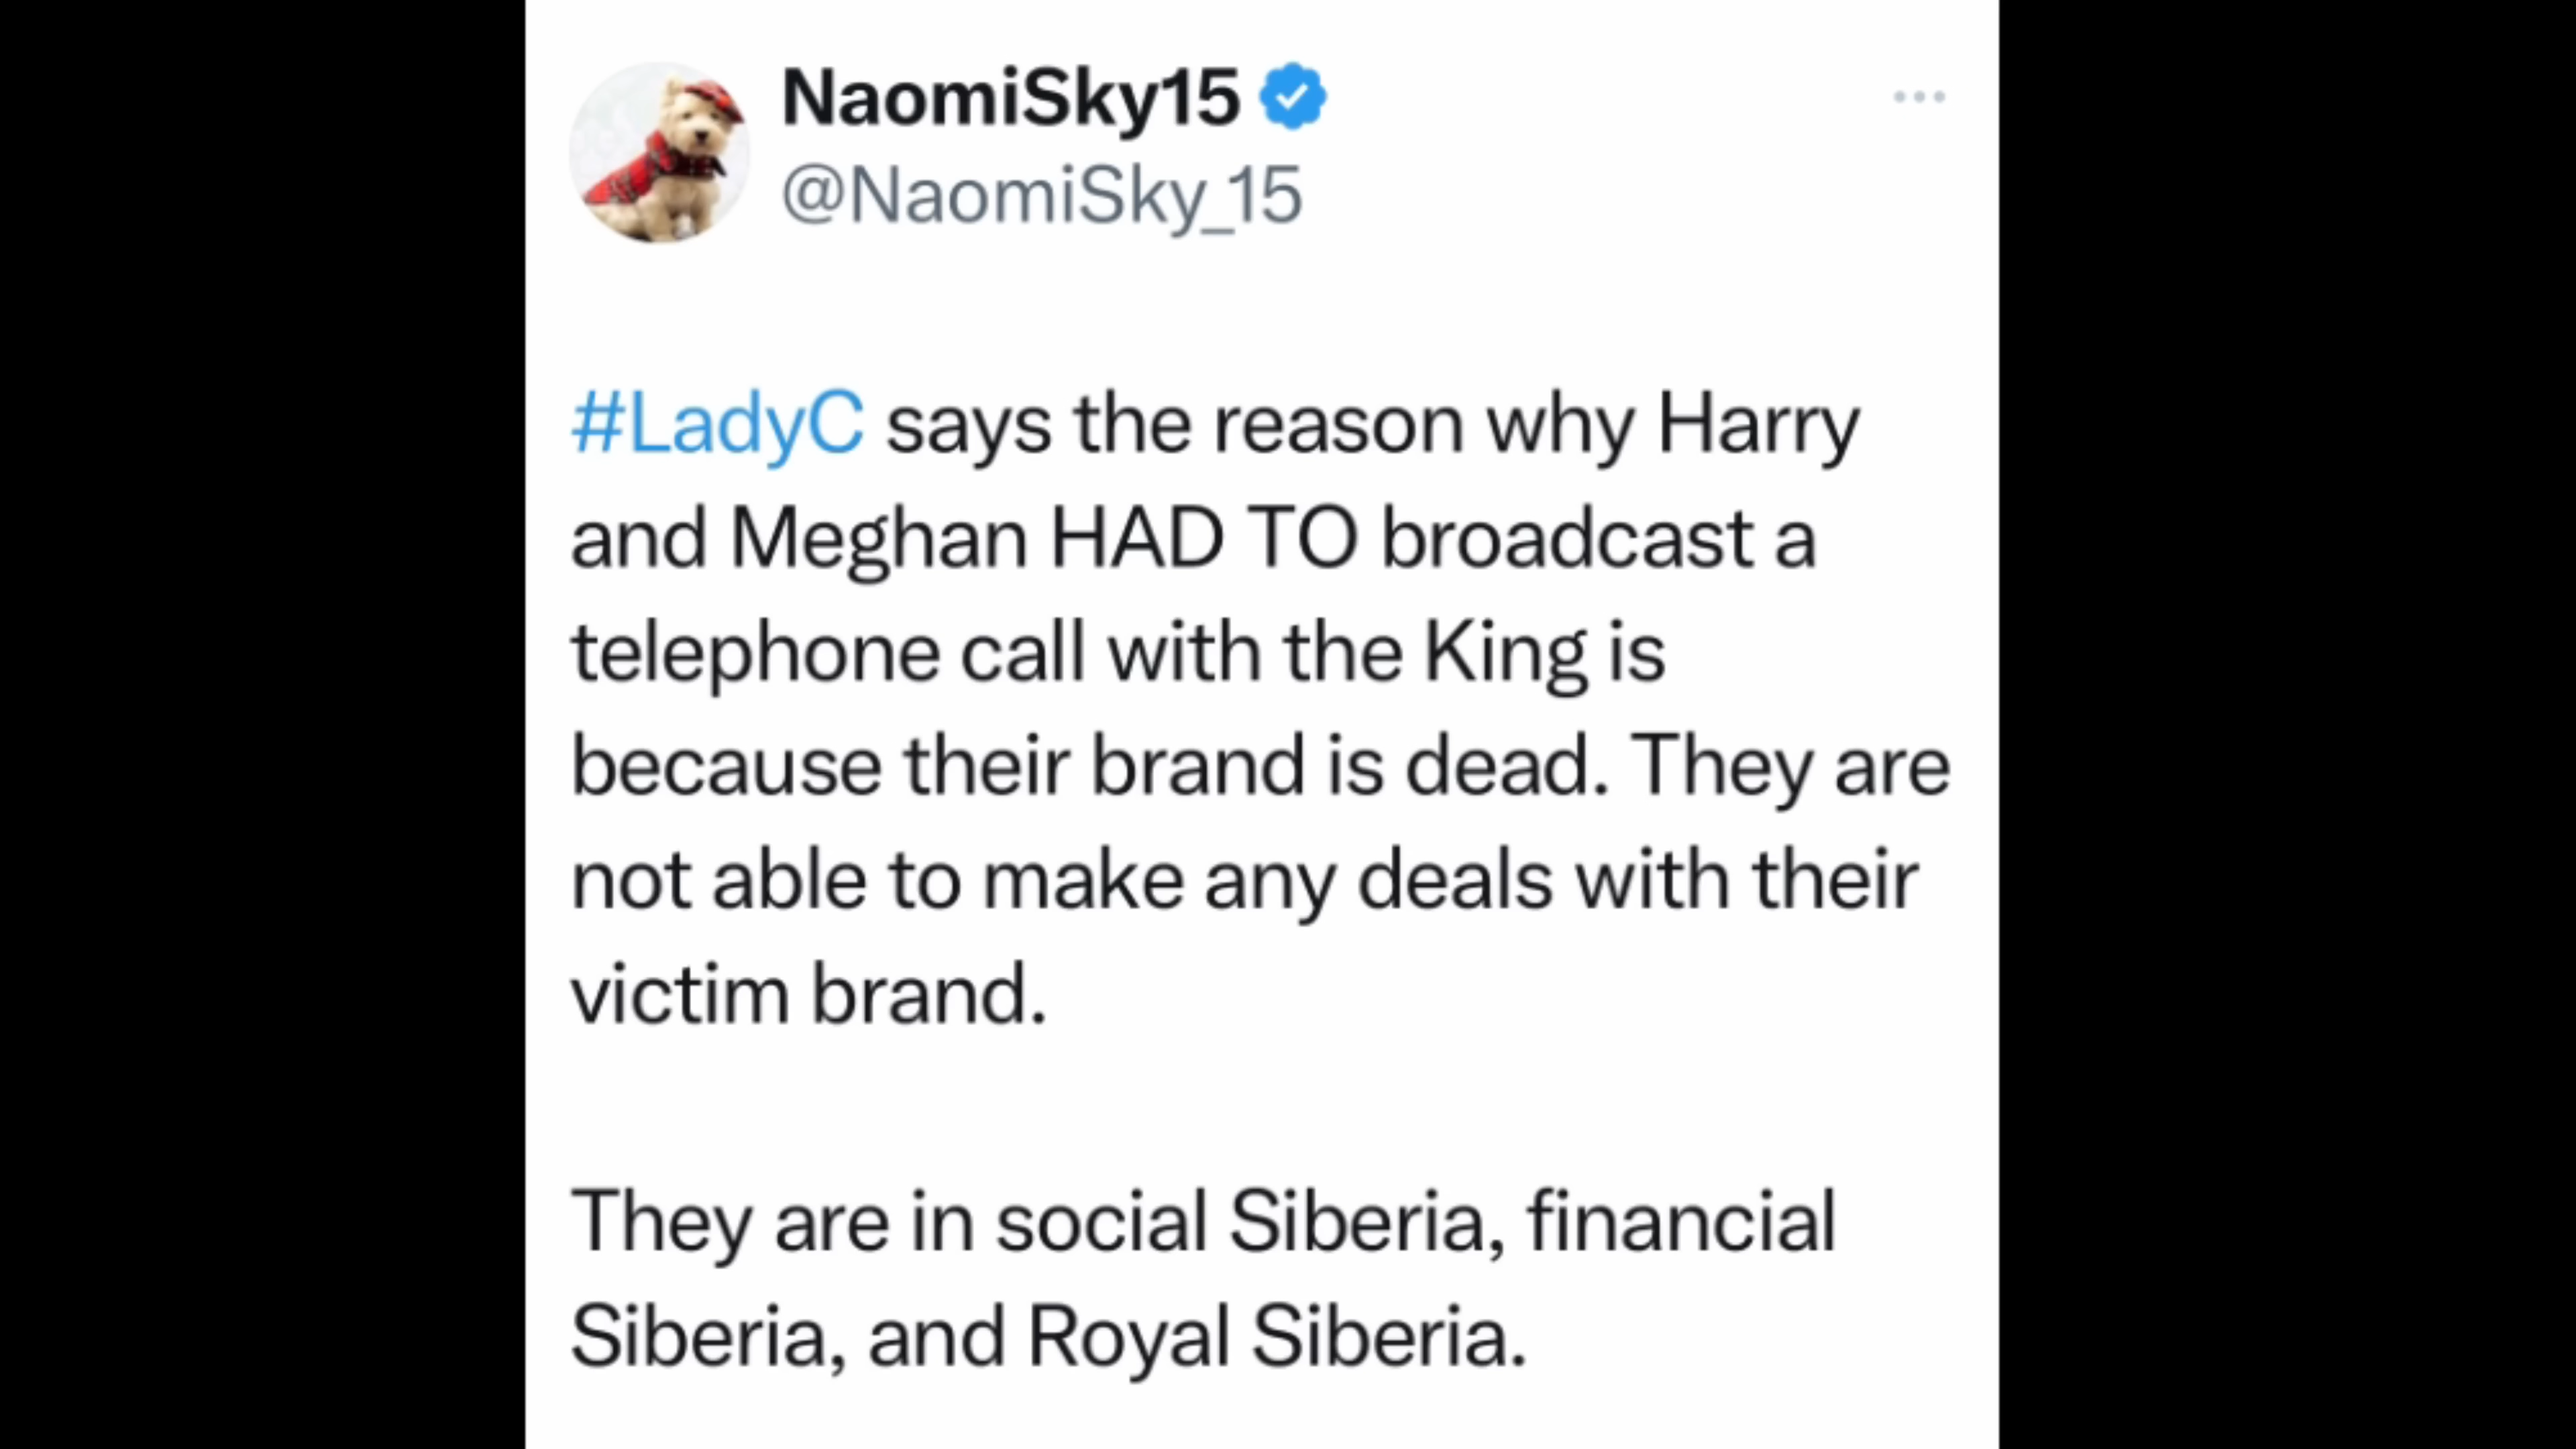 NaomiSky15
@NaomiSky_15
#LadyC says the reason why Harry
and Meghan HAD TO broadcast a
telephone call with the King is
because their brand is dead. They are
not able to make any deals with their
victim brand.
They are in social Siberia, financial
Siberia, and Royal Siberia.